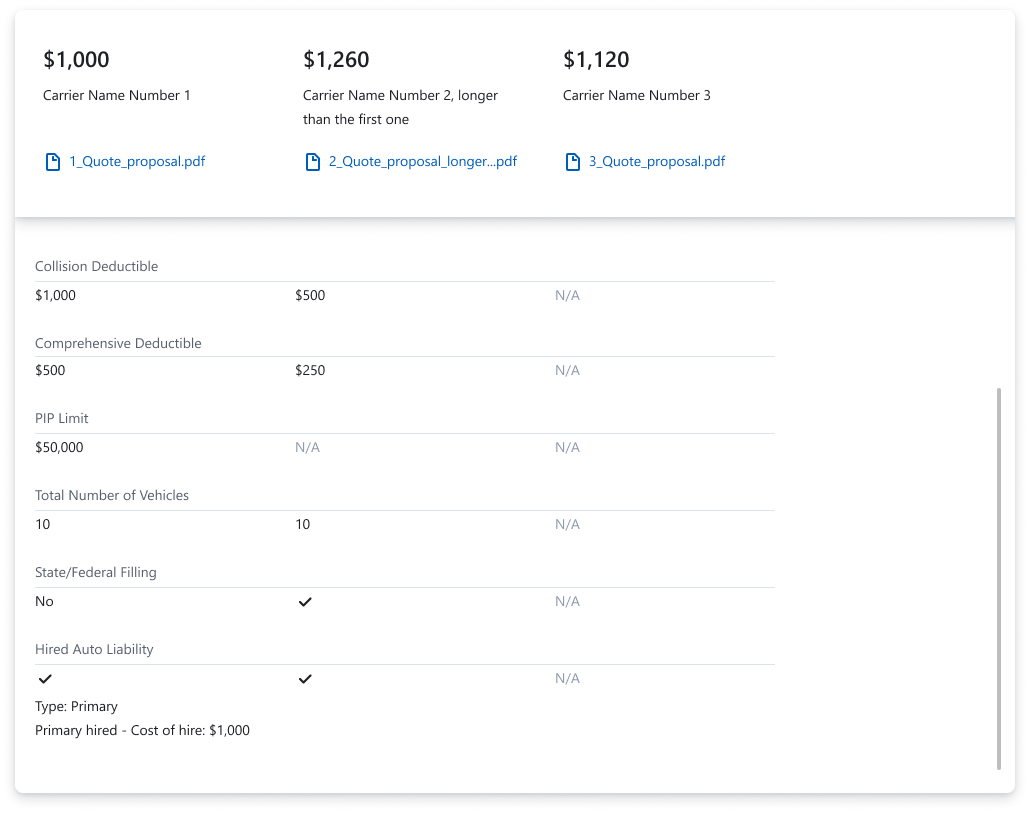 $1,000 $1,260 $1,120
Carrier Name Number 1 Carrier Name Number 2, longer Carrier Name Number 3
than the first one
1_Quote_proposal.pdf 2_Quote_proposal_longer...pdf 3_Quote_proposal.pdf
Collision Deductible
$1,000 $500 N/A
Comprehensive Deductible
$500 $250 N/A
PIP Limit
$50,000 N/A N/A
Total Number of Vehicles
10 10 N/A
State/Federal Filling
No N/A
Hired Auto Liability
N/A
Type: Primary
Primary hired - Cost of hire: $1,000